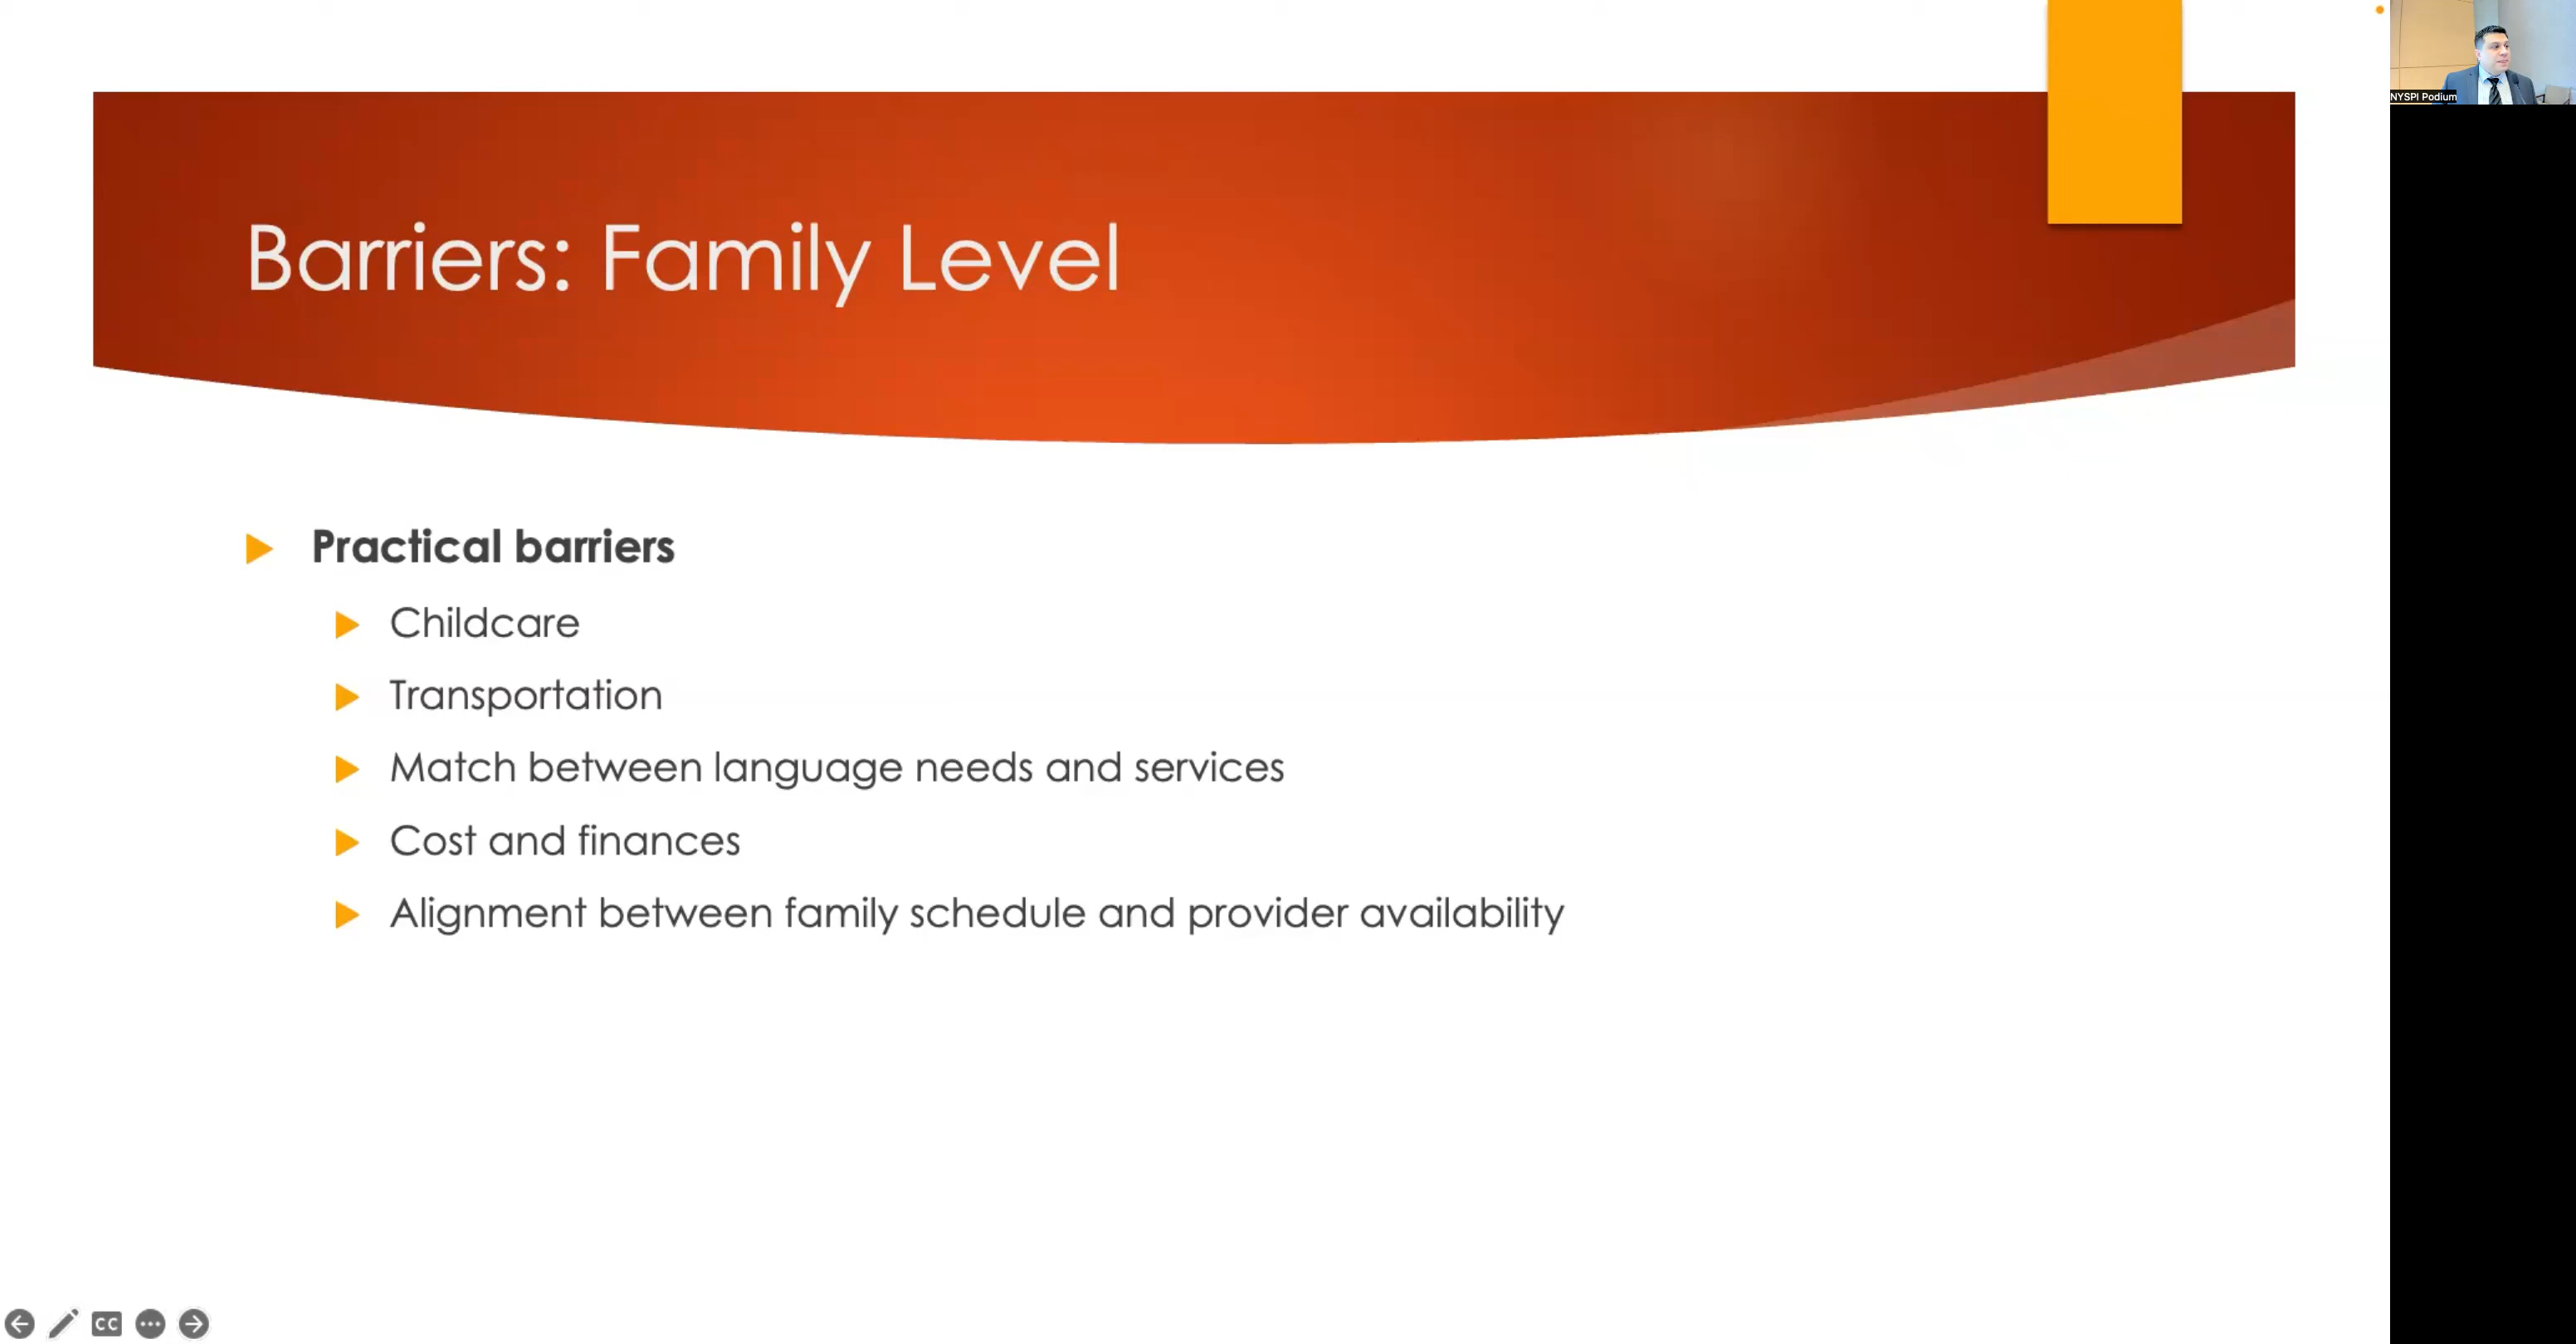 NYSPI Podium
Barriers: Family Level
Practical barriers
Childcare
Transportation
Match between language needs and services
Cost and finances
Alignment between family schedule and provider availability
CC